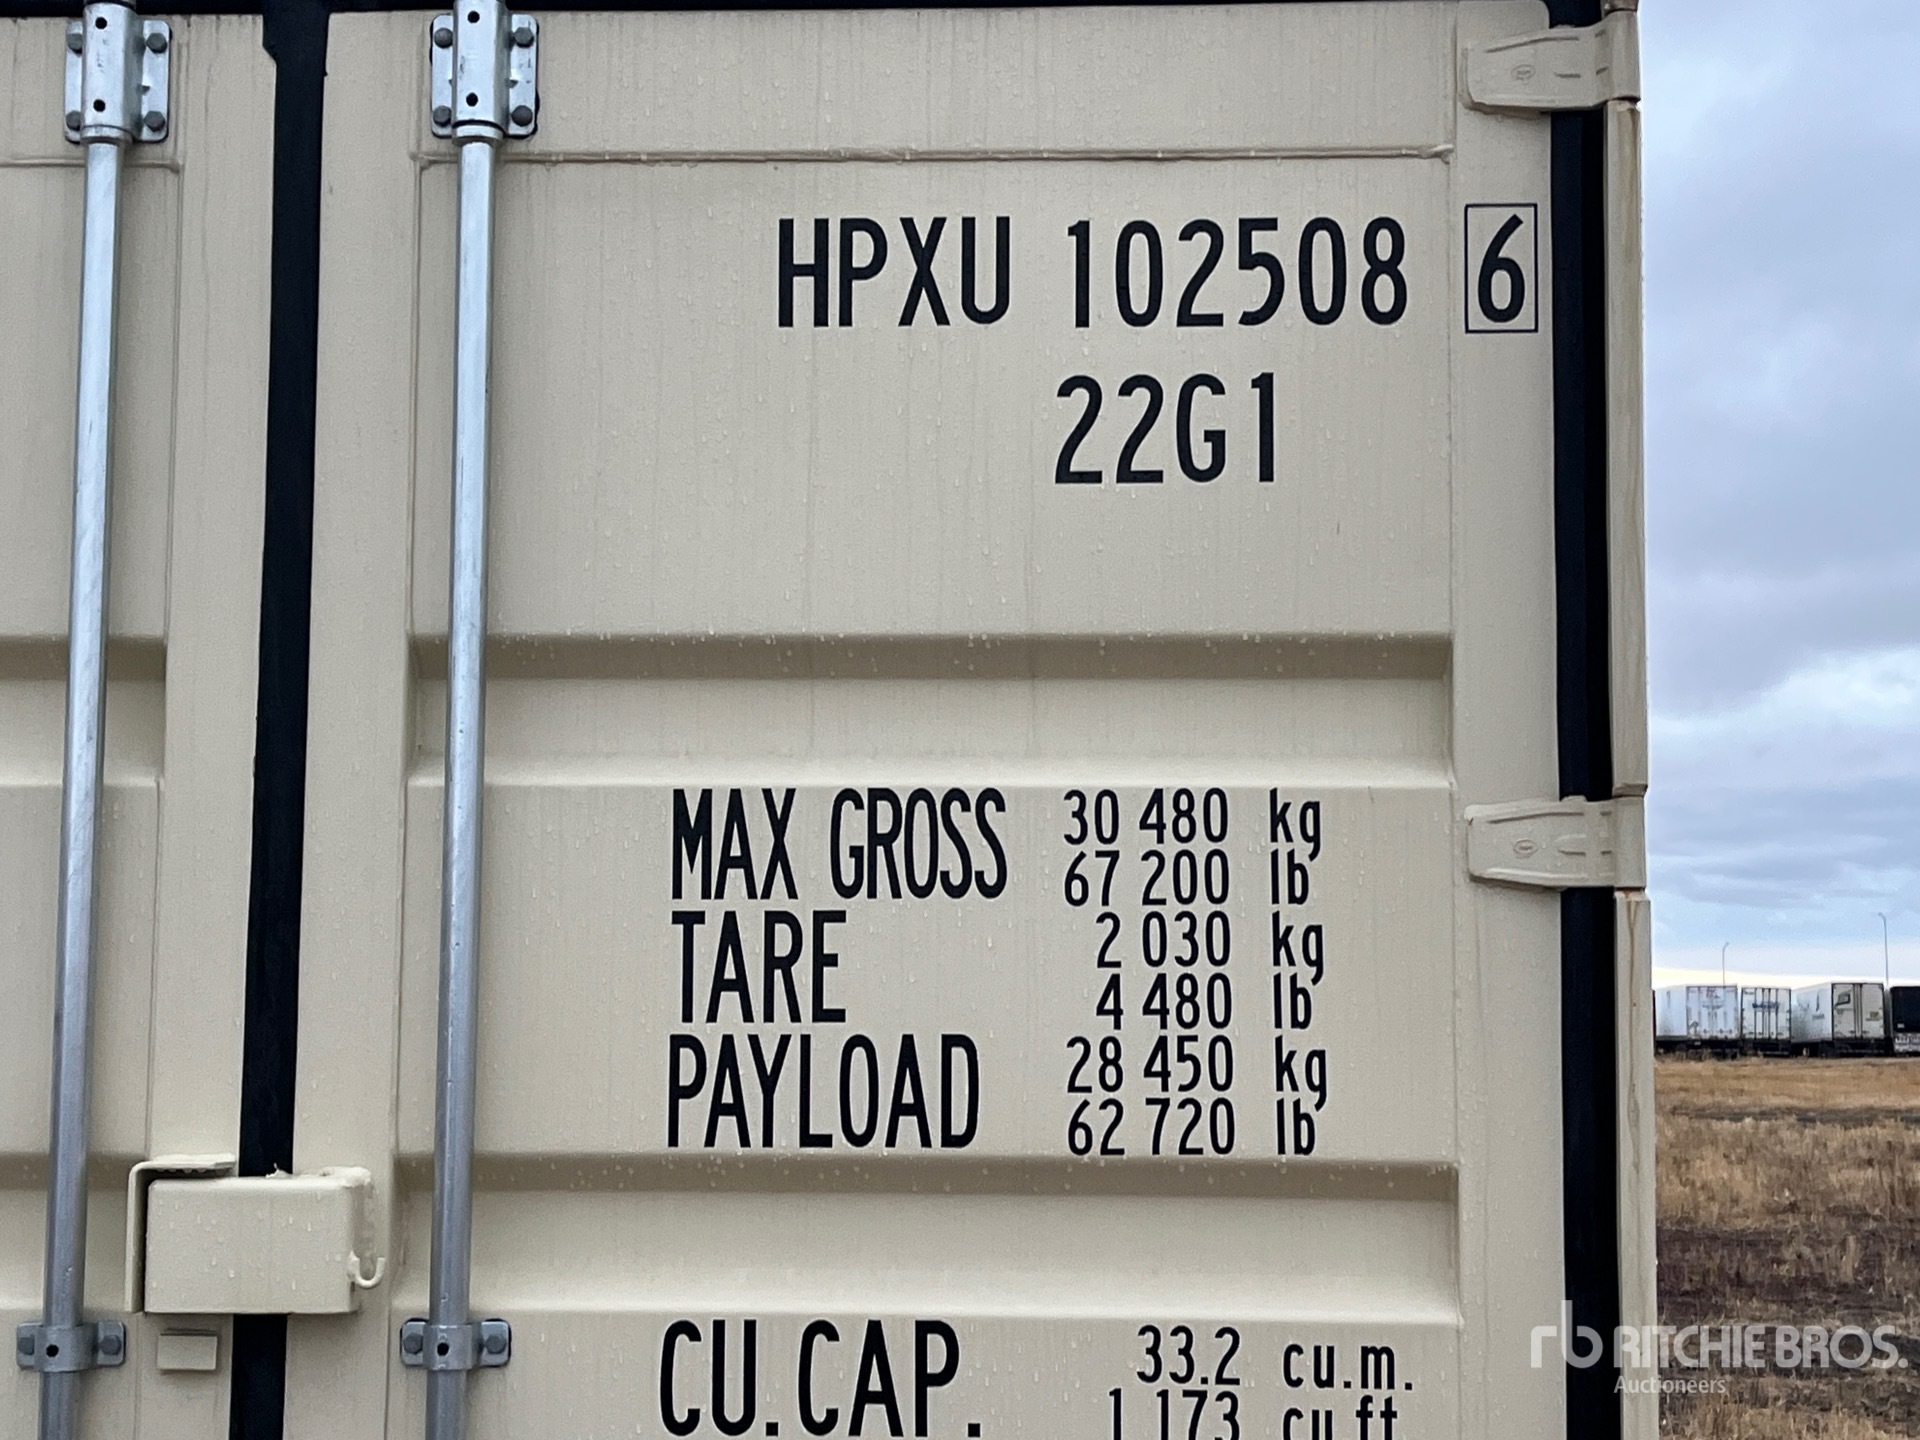 HPXU 102508 6
22G1
MAX GROSS 30 480 kg
67 200 lb
TARE 2 030 kg
4 480 lb
PAYLOAD 28 450 kg
62 720 lb
CU.CAP. 33.2 cu.m.
1 173 cu.ft
rb RITCHIE BROS.
Auctioneers